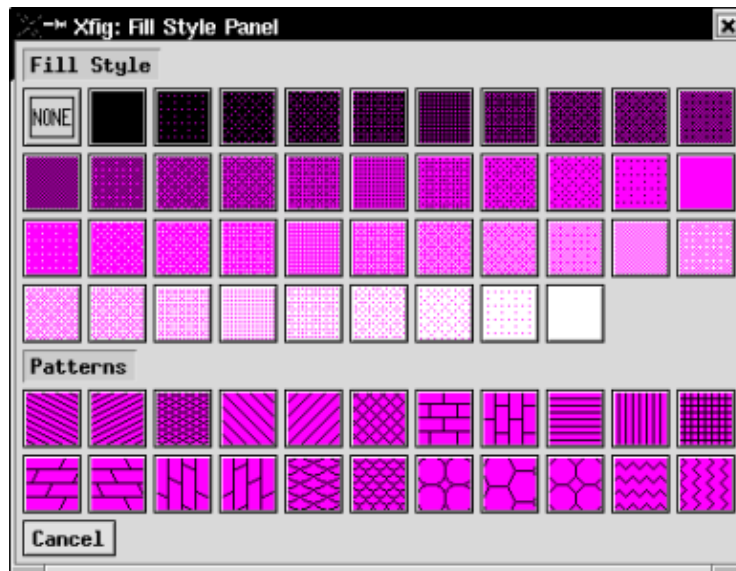 Xfig: Fill Style Panel
Fill Style
NONE
Patterns
Cancel